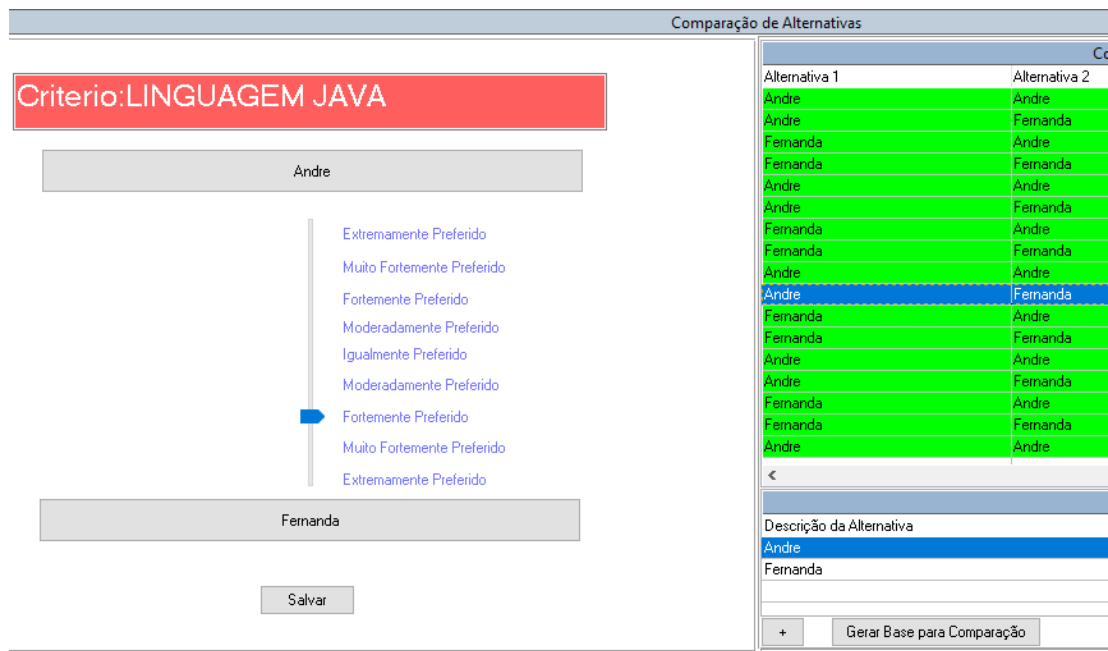 Comparação de Alternativas
Criterio:LINGUAGEM JAVA
Andre
Extremamente Preferido
Muito Fortemente Preferido
Fortemente Preferido
Moderadamente Preferido
Igualmente Preferido
Moderadamente Preferido
Fortemente Preferido
Muito Fortemente Preferido
Extremamente Preferido
Fernanda
Salvar
Co
Alternativa 1 Alternativa 2
Andre Andre
Andre Fernanda
Fernanda Andre
Fernanda Fernanda
Andre Andre
Andre Fernanda
Fernanda Andre
Fernanda Fernanda
Andre Andre
Andre Fernanda
Fernanda Andre
Fernanda Fernanda
Andre Andre
Andre Fernanda
Fernanda Andre
Fernanda Fernanda
Andre Andre
Descrição da Alternativa
Andre
Fernanda
+ Gerar Base para Comparação